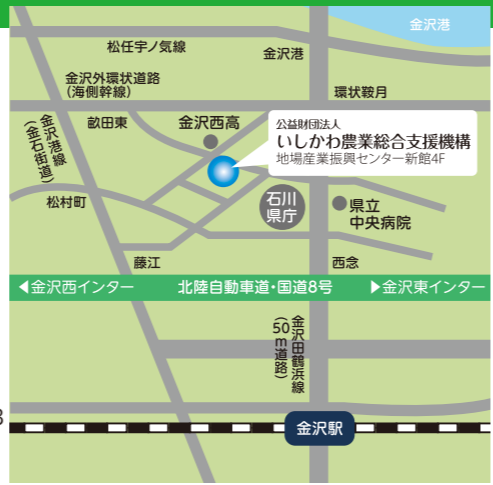 金沢港
松任宇ノ気線
金沢港
金沢外環状道路
(海側幹線)
環状鞍月
畝田東
金沢西高
公益財団法人
いしかわ農業総合支援機構
地場産業振興センター新館4F
金沢港線
(金石街道)
松村町
石川
県庁
県立
中央病院
藤江
西念
◀金沢西インター
北陸自動車道・国道8号
▶金沢東インター
金沢田鶴浜線
(50m道路)
金沢駅